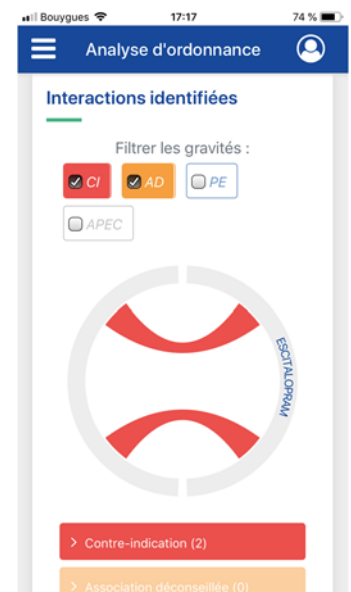 Bouygues 17:17 74 %
Analyse d'ordonnance
Interactions identifiées
Filtrer les gravités :
CI AD PE
APEC
ESCITALOPRAM
> Contre-indication (2)
> Association déconseillée (0)